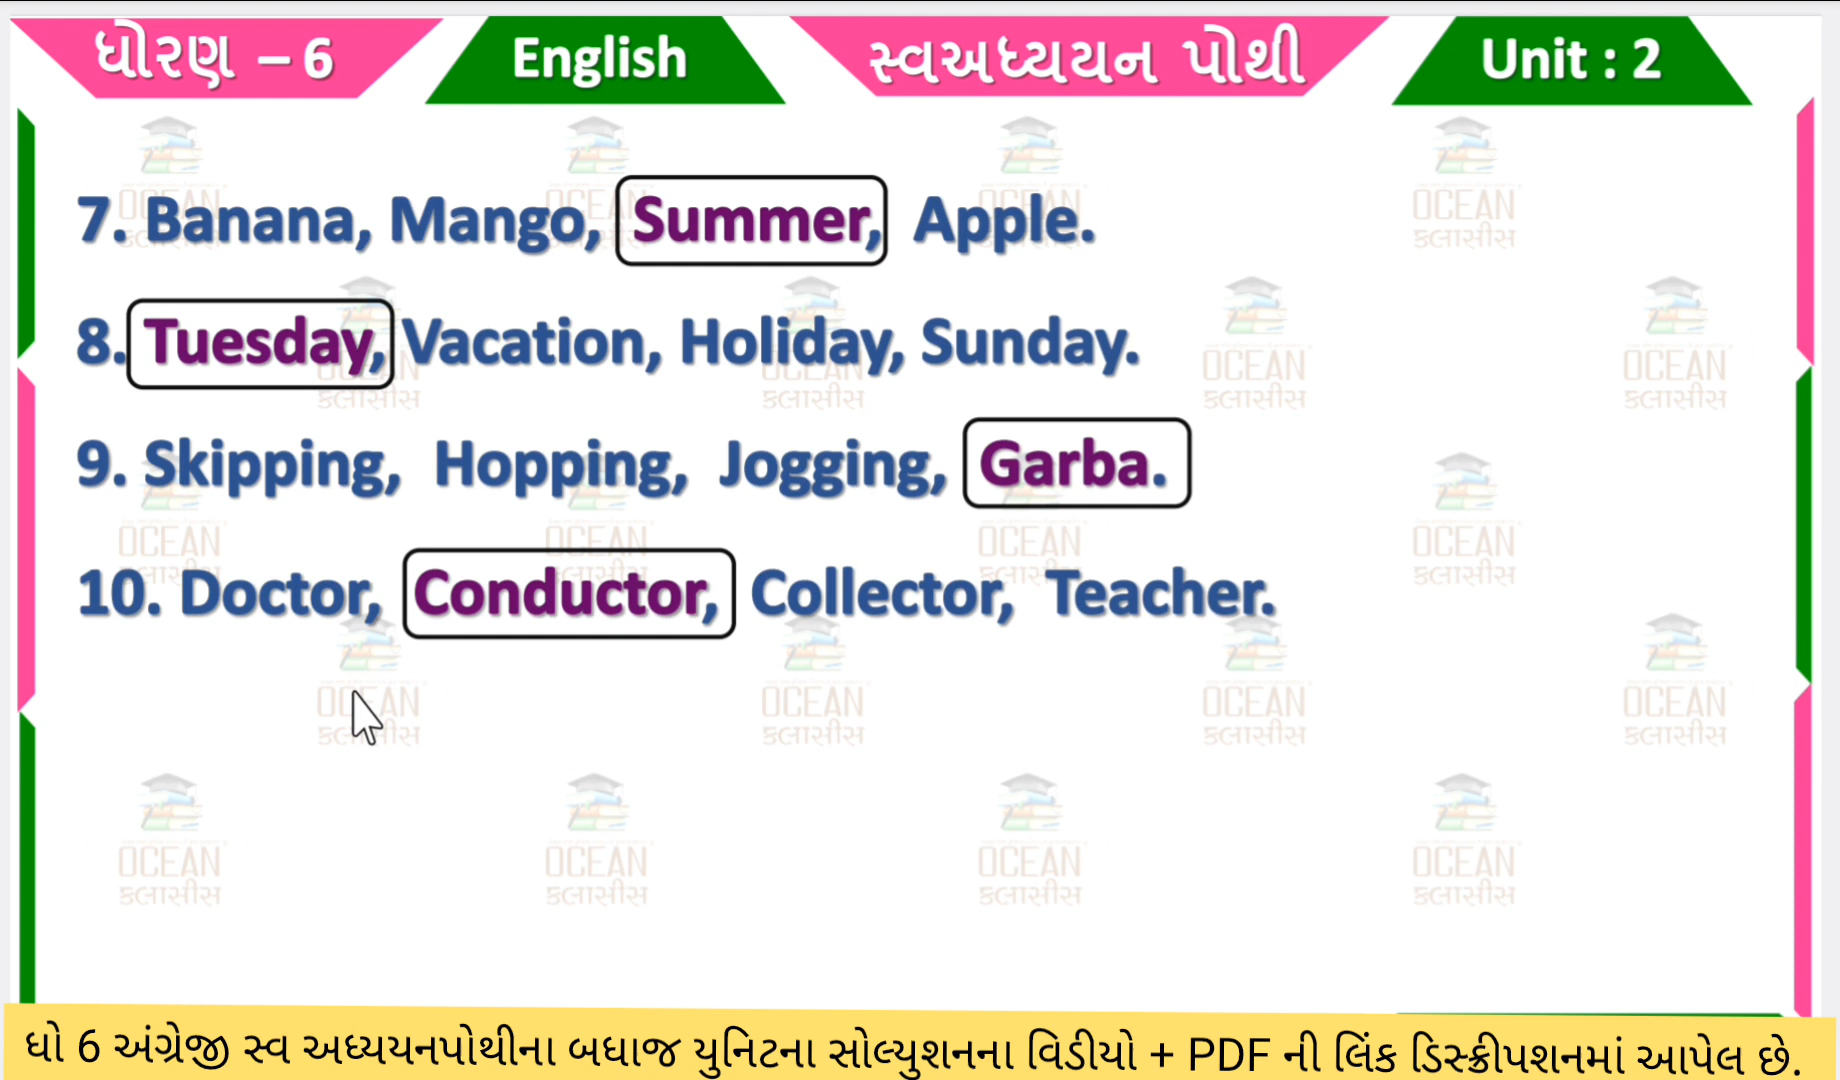 ધોરણ – 6 English સ્વઅધ્યયન પોથી Unit : 2
7. Banana, Mango, Summer, Apple.
8. Tuesday, Vacation, Holiday, Sunday.
9. Skipping, Hopping, Jogging, Garba.
10. Doctor, Conductor, Collector, Teacher.
OCEAN
ક્લાસીસ
ધો 6 અંગ્રેજી સ્વ અધ્યયનપોથીના બધાજ યુનિટના સોલ્યુશનના વિડીયો + PDF ની લિંક ડિસ્ક્રીપશનમાં આપેલ છે.